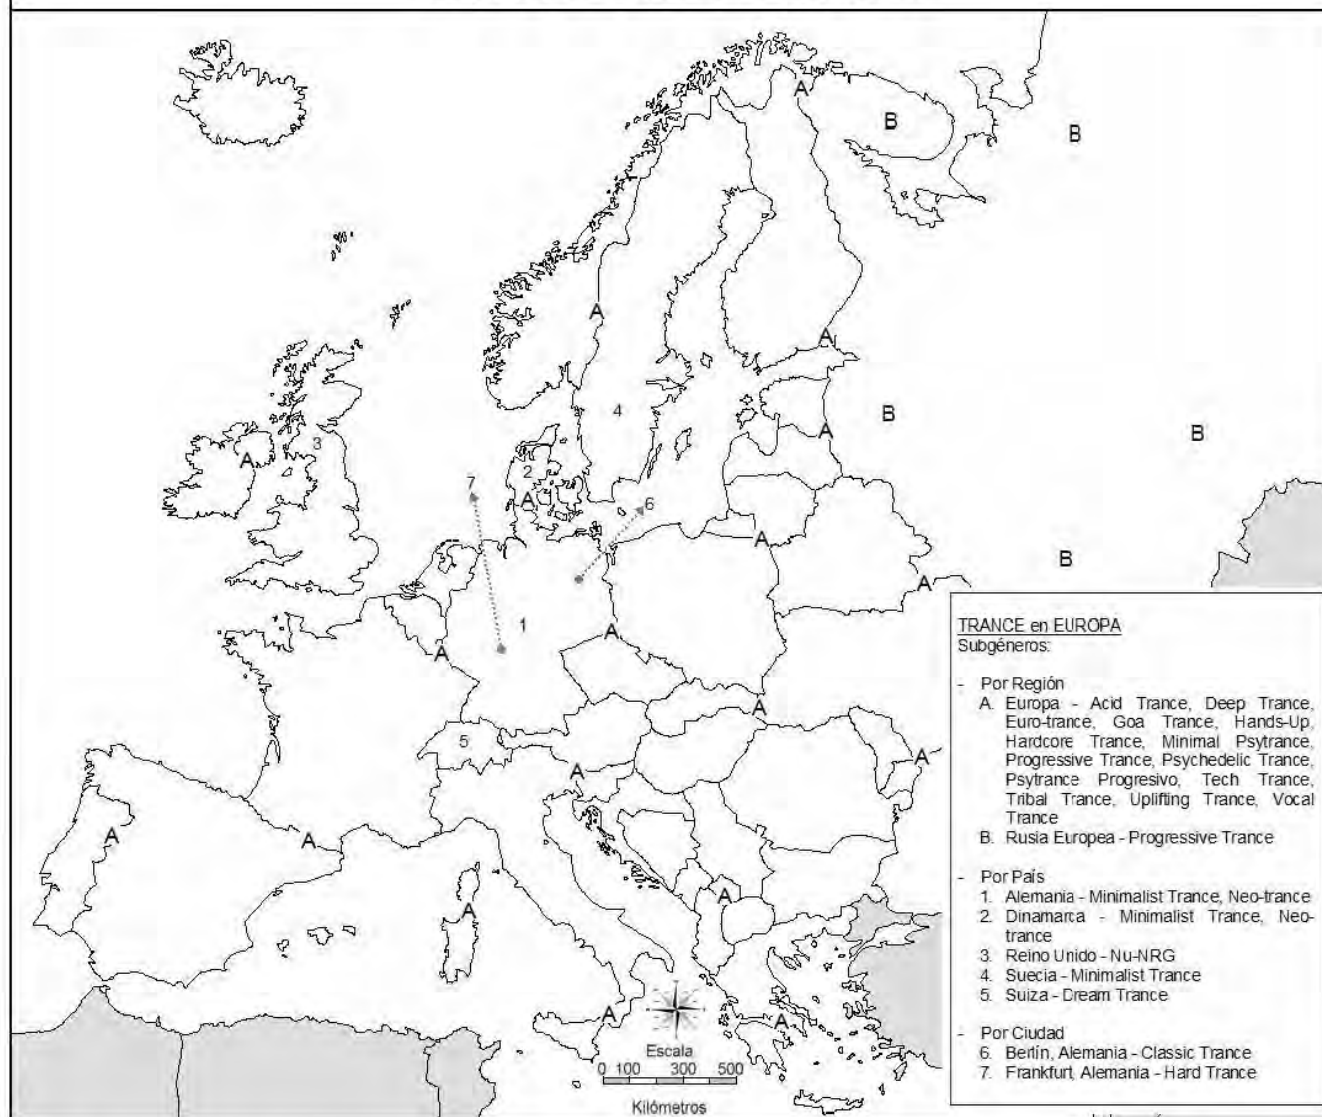 A
B
B
A
A
4
B
B
3
A
A
2
7
A
6
A
B
A
1
A
A
A
5
A
A
A
A
A
A
A
A
Escala
0 100 300 500
Kilómetros
TRANCE en EUROPA
Subgéneros:
- Por Región
A. Europa - Acid Trance, Deep Trance,
Euro-trance, Goa Trance, Hands-Up,
Hardcore Trance, Minimal Psytrance,
Progressive Trance, Psychedelic Trance,
Psytrance Progresivo, Tech Trance,
Tribal Trance, Uplifting Trance, Vocal
Trance
B. Rusia Europea - Progressive Trance
- Por País
1. Alemania - Minimalist Trance, Neo-trance
2. Dinamarca - Minimalist Trance, Neo-
trance
3. Reino Unido - Nu-NRG
4. Suecia - Minimalist Trance
5. Suiza - Dream Trance
- Por Ciudad
6. Berlín, Alemania - Classic Trance
7. Frankfurt, Alemania - Hard Trance